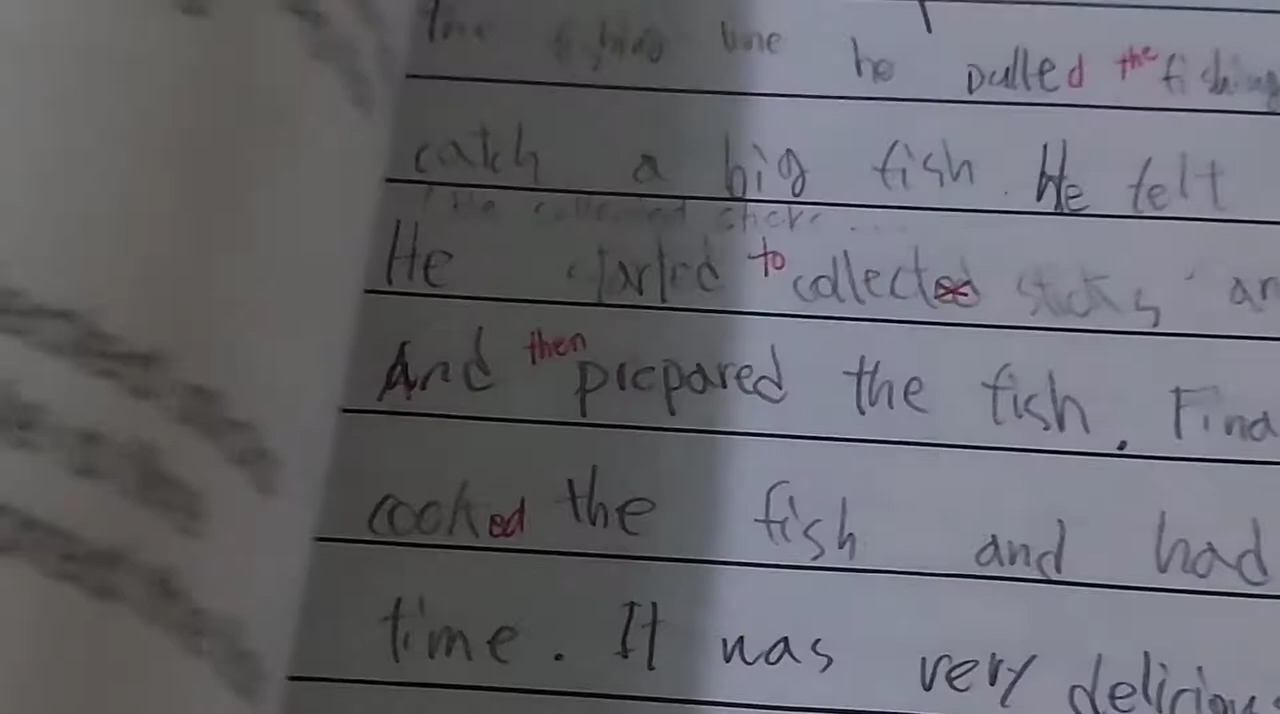 he pulled the fishing
catch a big fish. He felt
He started to collected sticks
And then prepared the fish.
cooked the fish and had
time. It was very